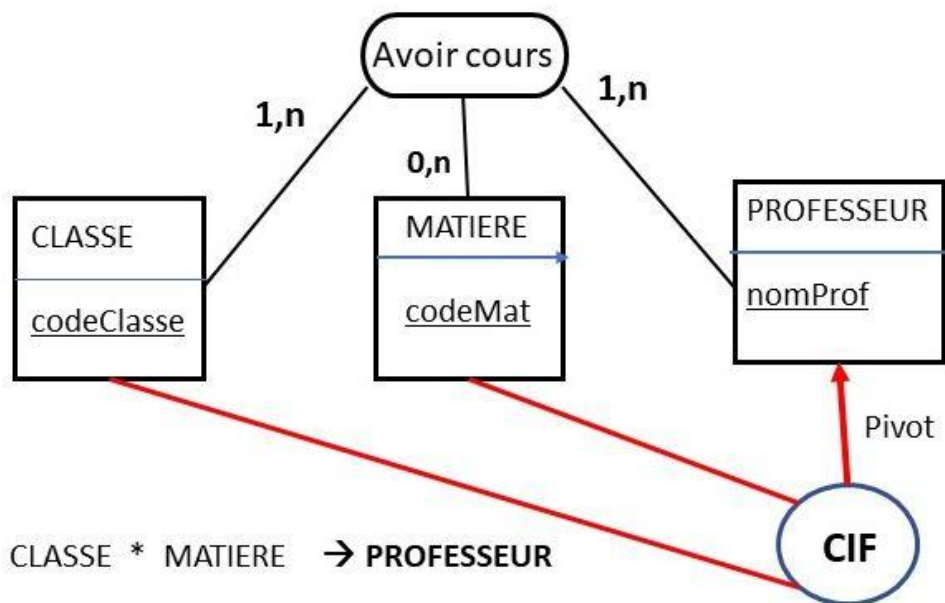 Avoir cours
1,n
1,n
0,n
CLASSE
codeClasse
MATIERE
codeMat
PROFESSEUR
nomProf
Pivot
CIF
CLASSE * MATIERE → PROFESSEUR